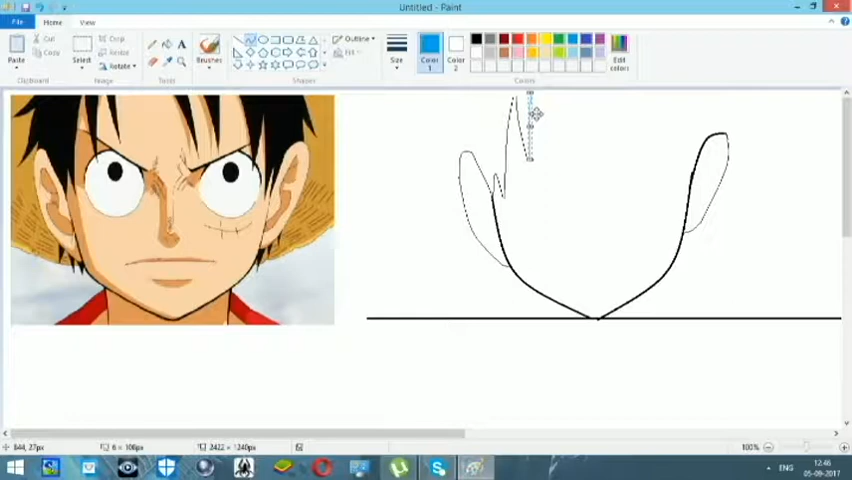 Untitled - Paint
File Home View
Cut
Copy
Paste
Crop
Resize
Rotate
Select
A
Brushes
Outline
Fill
Size
Color 1
Color 2
Edit colors
Clipboard Image Tools Shapes Colors
844, 27px
6 × 108px
2422 × 1240px
100%
ENG
12.46
05-09-2017